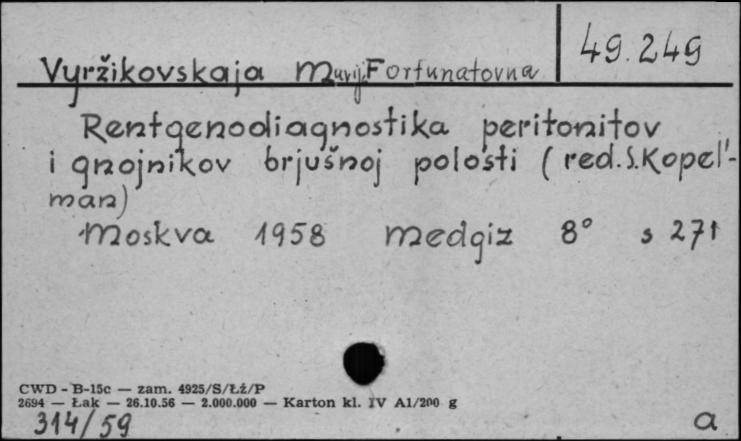 49.249
Vyržikovskaja Marija Fortunatovna
Rentgenodiagnostika peritonitov
i gnojnikov brjušnoj polosti (red. S. Kopel'-
man)
Moskva 1958 Medgiz 8° s 271
CWD - B-15c — zam. 4925/S/Łź/P
2694 — Łak — 26.10.56 — 2.000.000 — Karton kl. IV A1/200 g
314/59
a